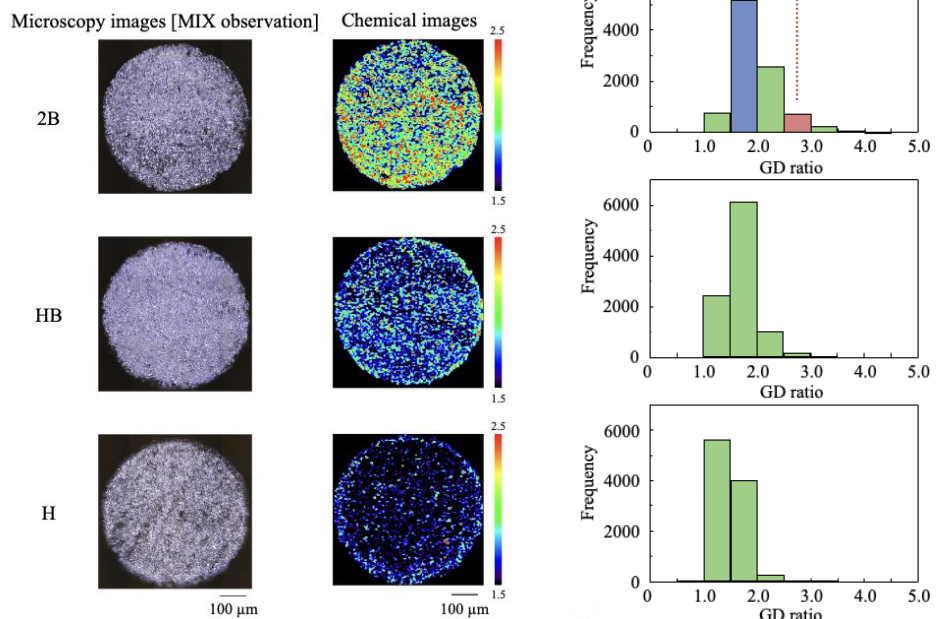 Microscopy images [MIX observation]
Chemical images
2B
2.5
1.5
HB
2.5
1.5
H
2.5
1.5
100 µm
100 µm
Frequency
4000
2000
0
0 1.0 2.0 3.0 4.0 5.0
GD ratio
Frequency
6000
4000
2000
0
0 1.0 2.0 3.0 4.0 5.0
GD ratio
Frequency
6000
4000
2000
0
0 1.0 2.0 3.0 4.0 5.0
GD ratio